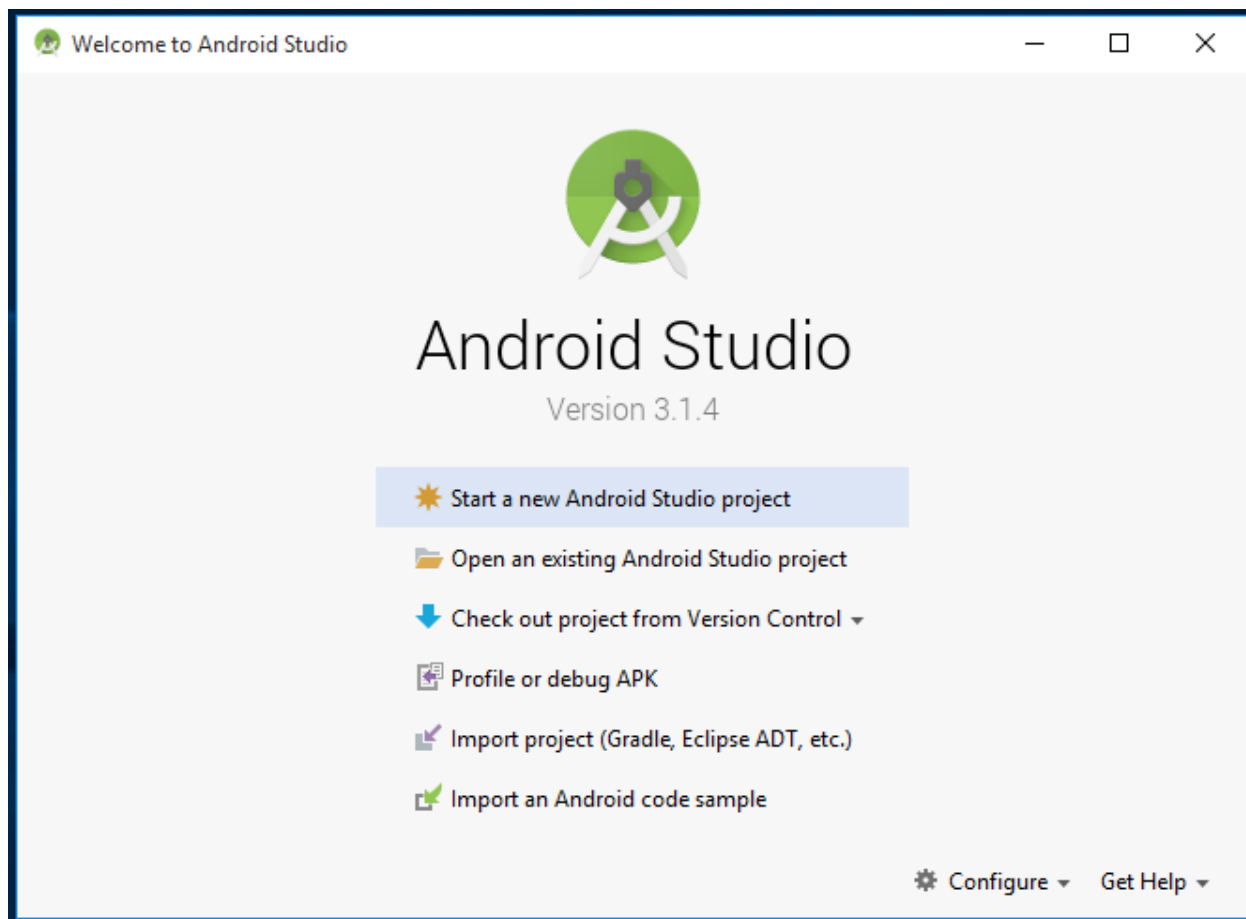 Welcome to Android Studio
Android Studio
Version 3.1.4
Start a new Android Studio project
Open an existing Android Studio project
Check out project from Version Control
Profile or debug APK
Import project (Gradle, Eclipse ADT, etc.)
Import an Android code sample
Configure Get Help